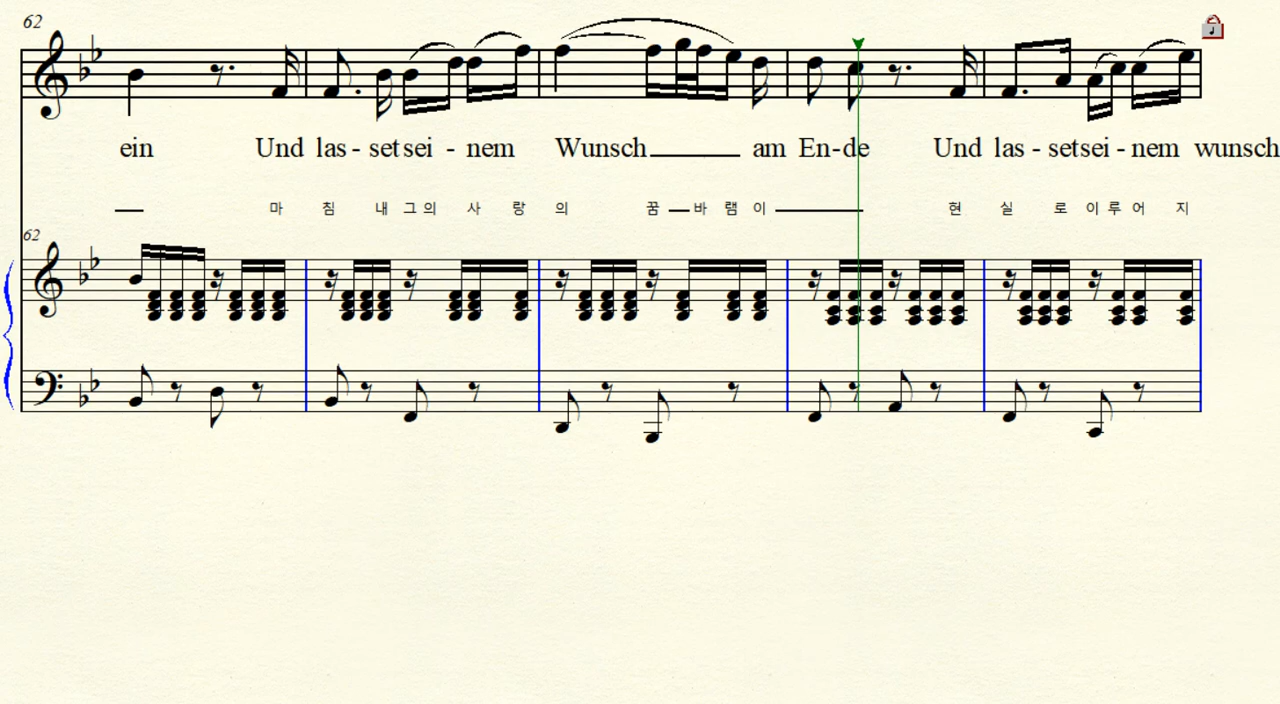 62
ein Und las - set sei - nem Wunsch am En-de Und las - set sei - nem wunsch
마 침 내 그 의 사 랑 의 꿈 바 램 이 현 실 로 이 루 어 지
62